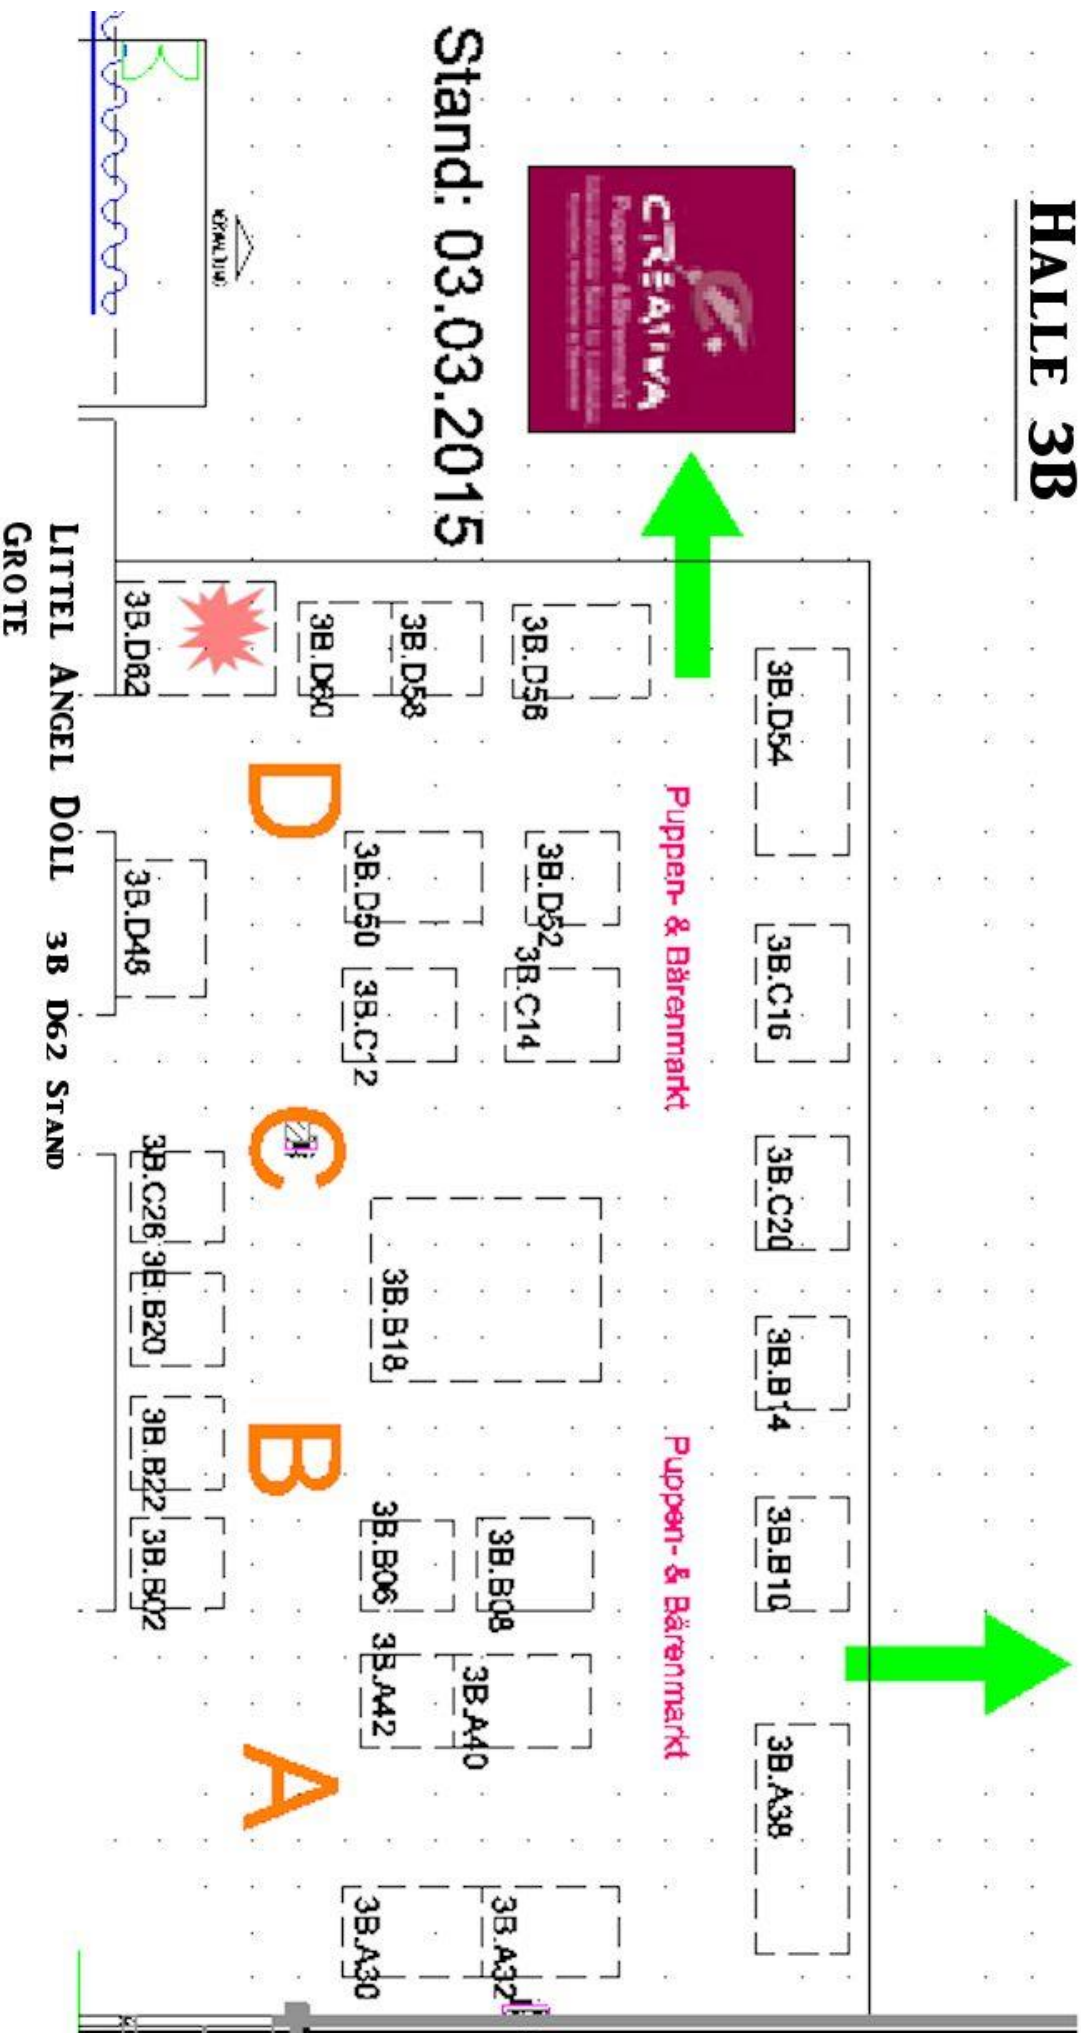 HALLE 3B
CREATIVA
Puppen- & Bärenmarkt
Stand: 03.03.2015
3B.D54
3B.C16
3B.C20
3B.B14
3B.B10
3B.A38
Puppen- & Bärenmarkt
Puppen- & Bärenmarkt
3B.D56
3B.D52
3B.C14
3B.B08
3B.A40
3B.A32
3B.D58
3B.D60
3B.D50
3B.C12
3B.B18
3B.B06
3B.A42
3B.A30
D
C
B
A
3B.D62
3B.D48
3B.C28
3B.B20
3B.B22
3B.B02
LITTEL ANGEL DOLL 3B D62 STAND
GROTE